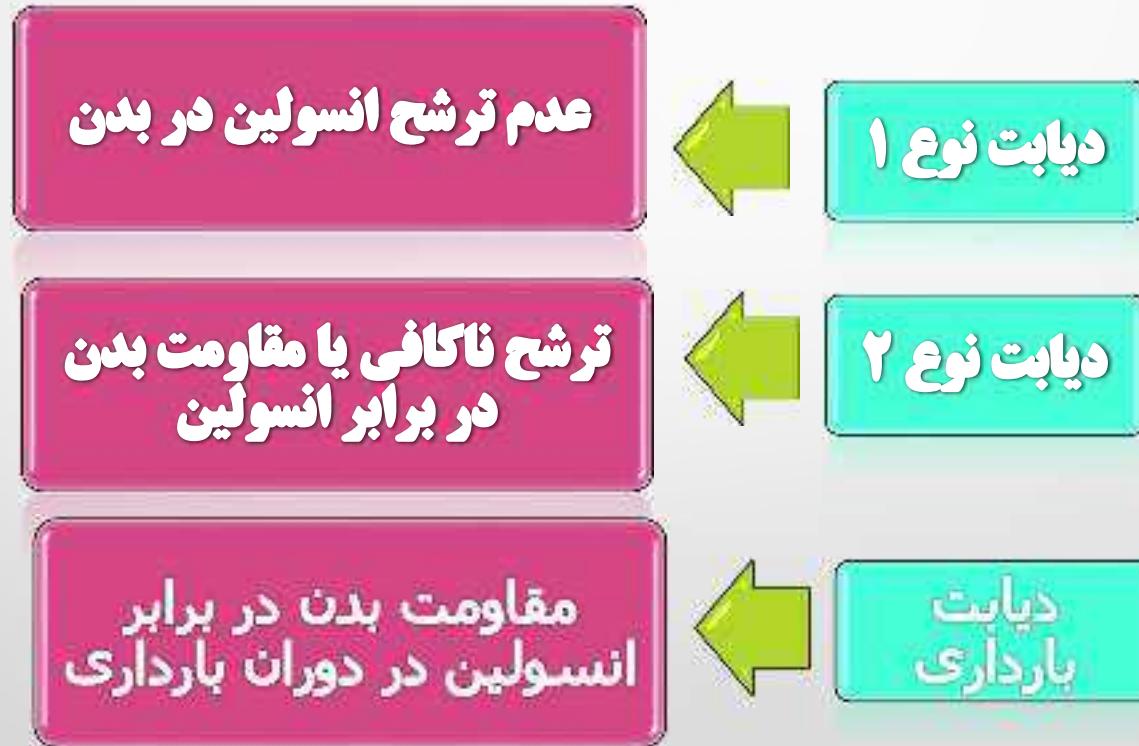 دیابت نوع ۱
عدم ترشح انسولین در بدن
دیابت نوع ۲
ترشح ناکافی یا مقاومت بدن
در برابر انسولین
دیابت
بارداری
مقاومت بدن در برابر
انسولین در دوران بارداری